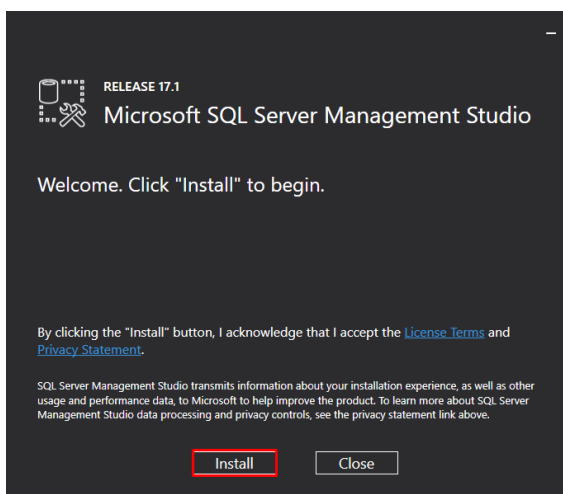 RELEASE 17.1
Microsoft SQL Server Management Studio
Welcome. Click "Install" to begin.
By clicking the "Install" button, I acknowledge that I accept the License Terms and
Privacy Statement.
SQL Server Management Studio transmits information about your installation experience, as well as other
usage and performance data, to Microsoft to help improve the product. To learn more about SQL Server
Management Studio data processing and privacy controls, see the privacy statement link above.
Install
Close